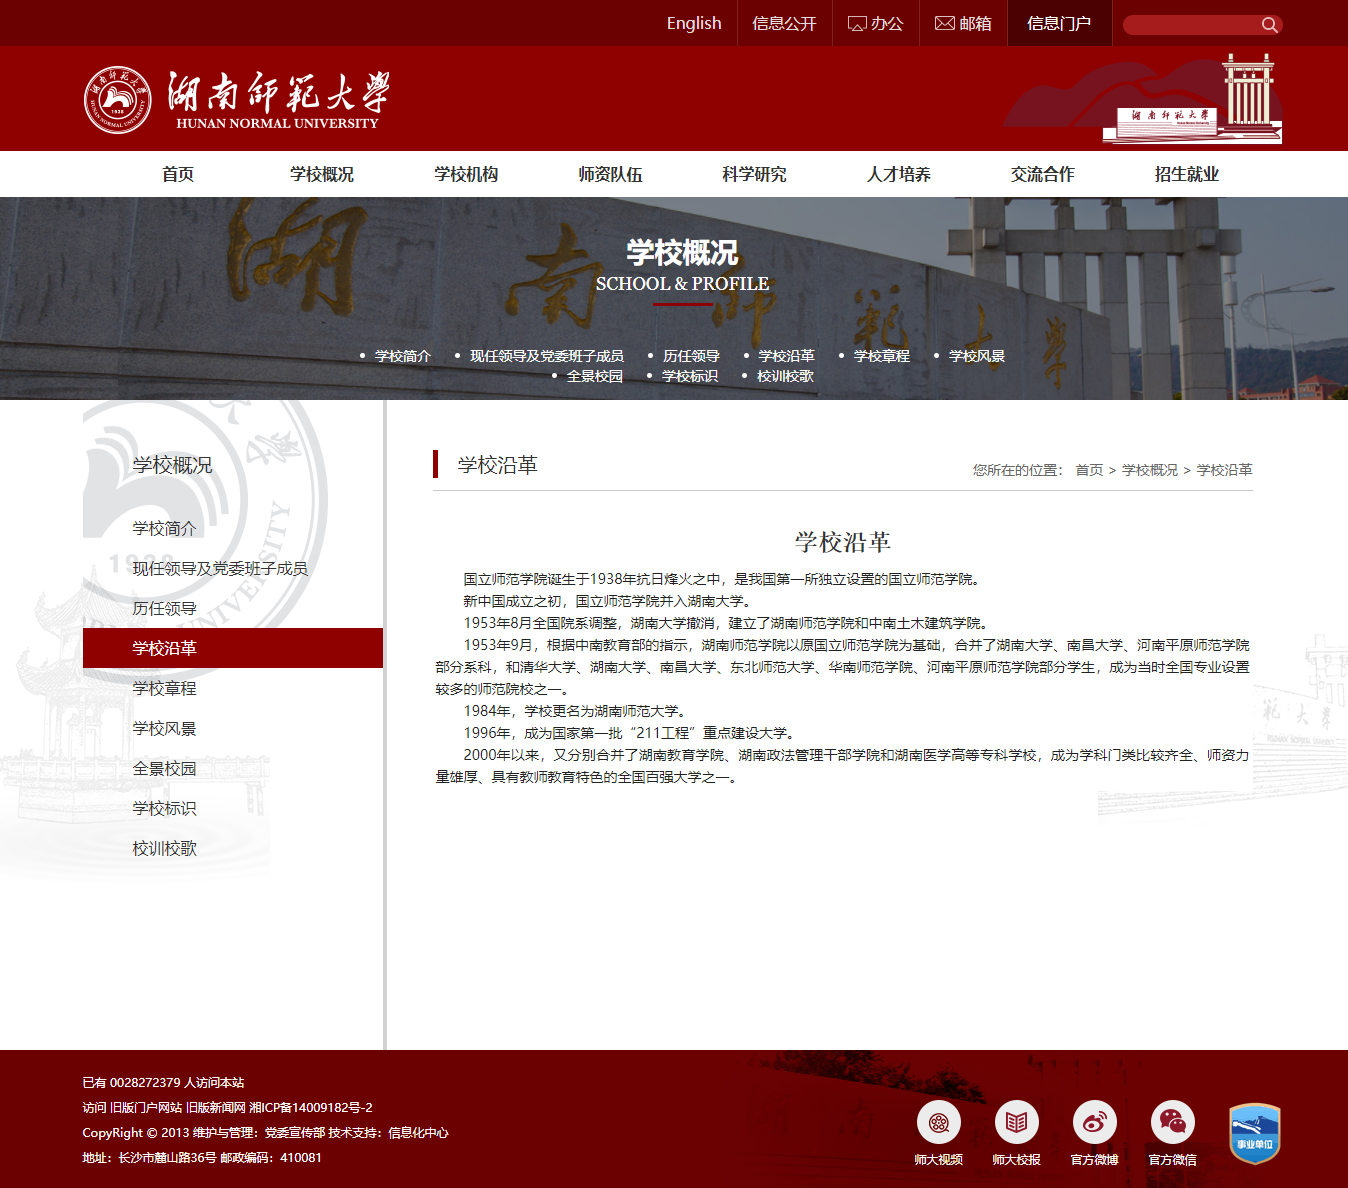 English 信息公开 办公 邮箱 信息门户
湖南师范大学
HUNAN NORMAL UNIVERSITY
首页 学校概况 学校机构 师资队伍 科学研究 人才培养 交流合作 招生就业
学校概况
SCHOOL & PROFILE
• 学校简介 • 现任领导及党委班子成员 • 历任领导 • 学校沿革 • 学校章程 • 学校风景
• 全景校园 • 学校标识 • 校训校歌
学校概况
学校简介
现任领导及党委班子成员
历任领导
学校沿革
学校章程
学校风景
全景校园
学校标识
校训校歌
学校沿革
您所在的位置： 首页 > 学校概况 > 学校沿革
学校沿革
国立师范学院诞生于1938年抗日烽火之中，是我国第一所独立设置的国立师范学院。
新中国成立之初，国立师范学院并入湖南大学。
1953年8月全国院系调整，湖南大学撤消，建立了湖南师范学院和中南土木建筑学院。
1953年9月，根据中南教育部的指示，湖南师范学院以原国立师范学院为基础，合并了湖南大学、南昌大学、河南平原师范学院
部分系科，和清华大学、湖南大学、南昌大学、东北师范大学、华南师范学院、河南平原师范学院部分学生，成为当时全国专业设置
较多的师范院校之一。
1984年，学校更名为湖南师范大学。
1996年，成为国家第一批“211工程”重点建设大学。
2000年以来，又分别合并了湖南教育学院、湖南政法管理干部学院和湖南医学高等专科学校，成为学科门类比较齐全、师资力
量雄厚、具有教师教育特色的全国百强大学之一。
已有 0028272379 人访问本站
访问 旧版门户网站 旧版新闻网 湘ICP备14009182号-2
CopyRight © 2013 维护与管理：党委宣传部 技术支持：信息化中心
地址：长沙市麓山路36号 邮政编码：410081
师大视频 师大校报 官方微博 官方微信 事业单位